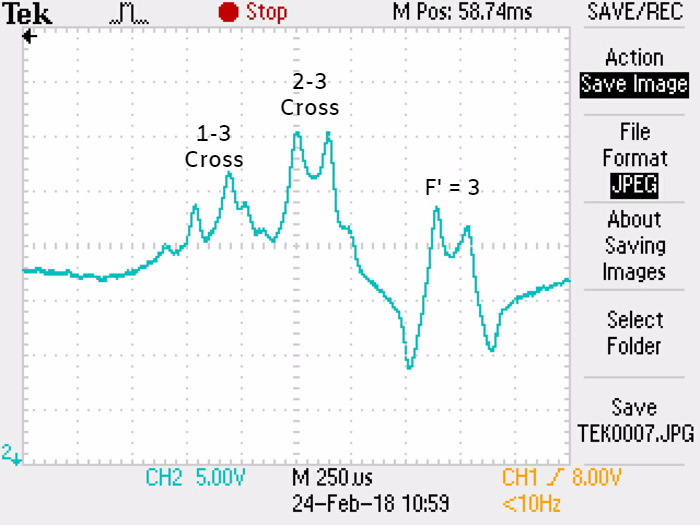 Tek Stop M Pos: 58.74ms SAVE/REC
Action
Save Image
File
Format
JPEG
About
Saving
Images
Select
Folder
Save
TEK0007.JPG
2-3
Cross
1-3
Cross
F' = 3
2
CH2 5.00V M 250us CH1 8.00V
24-Feb-18 10:59 <10Hz